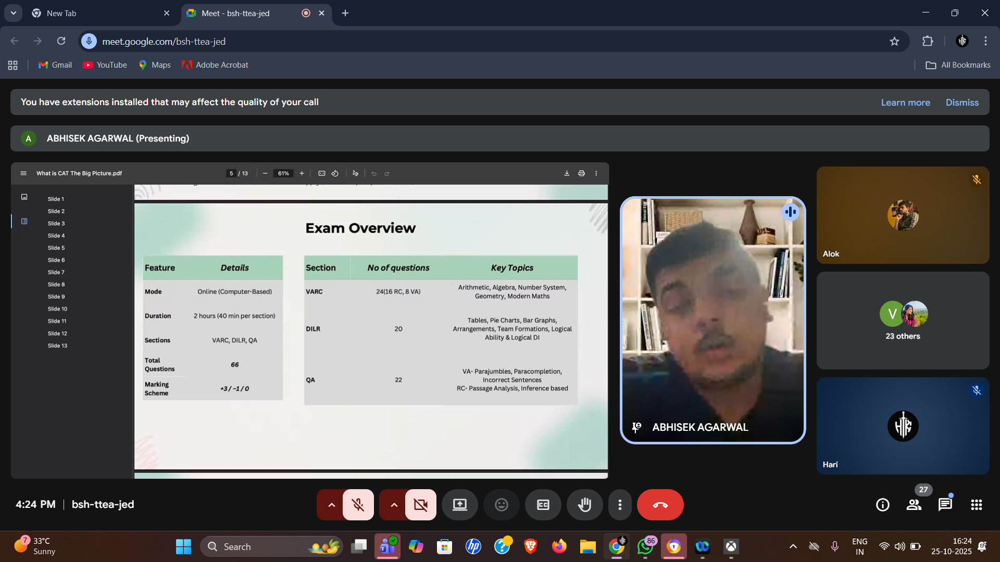 New Tab
Meet - bsh-ttea-jed
meet.google.com/bsh-ttea-jed
Gmail
YouTube
Maps
Adobe Acrobat
All Bookmarks
You have extensions installed that may affect the quality of your call
Learn more
Dismiss
A
ABHISEK AGARWAL (Presenting)
What is CAT The Big Picture.pdf
5 / 13
61%
Slide 1
Slide 2
Slide 3
Slide 4
Slide 5
Slide 6
Slide 7
Slide 8
Slide 9
Slide 10
Slide 11
Slide 12
Slide 13
Exam Overview
Feature Details
Mode Online (Computer-Based)
Duration 2 hours (40 min per section)
Sections VARC, DILR, QA
Total
Questions
66
Marking
Scheme
+3 / -1 / 0
Section No of questions Key Topics
VARC 24(16 RC, 8 VA)
Arithmetic, Algebra, Number System,
Geometry, Modern Maths
DILR 20
Tables, Pie Charts, Bar Graphs,
Arrangements, Team Formations, Logical
Ability & Logical DI
QA 22
VA- Parajumbles, Paracompletion,
Incorrect Sentences
RC- Passage Analysis, Inference based
ABHISEK AGARWAL
Alok
V
23 others
Hari
4:24 PM | bsh-ttea-jed
CC
27
7
33°C
Sunny
Search
86
ENG
IN
16:24
25-10-2025